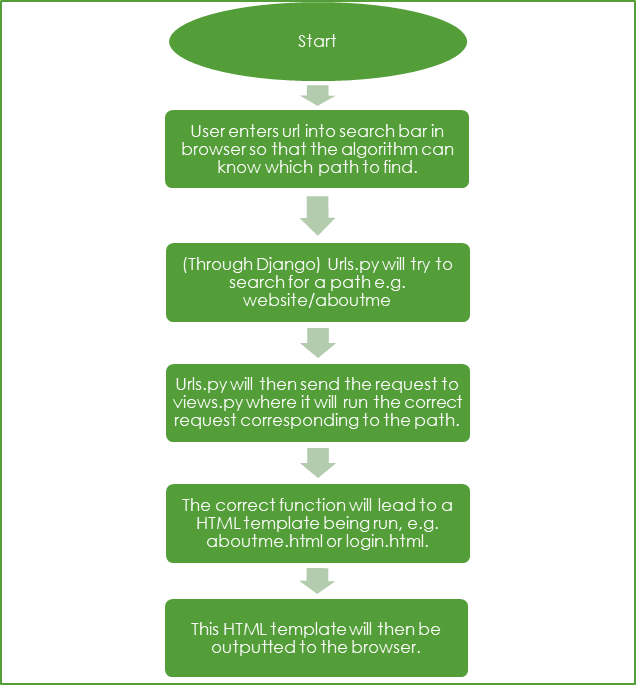 Start
User enters url into search bar in
browser so that the algorithm can
know which path to find.
(Through Django) Urls.py will try to
search for a path e.g.
website/aboutme
Urls.py will then send the request to
views.py where it will run the correct
request corresponding to the path.
The correct function will lead to a
HTML template being run, e.g.
aboutme.html or login.html.
This HTML template will then be
outputted to the browser.